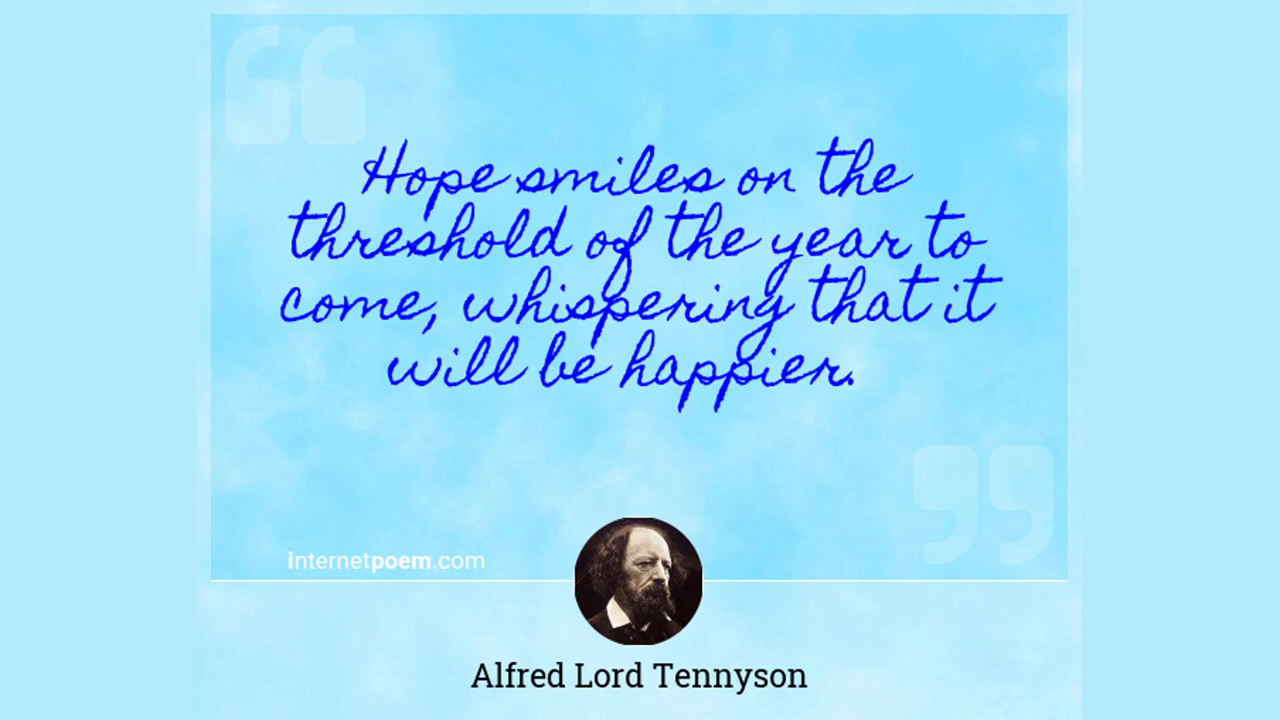 Hope smiles on the
threshold of the year to
come, whispering that it
will be happier.
internetpoem.com
Alfred Lord Tennyson